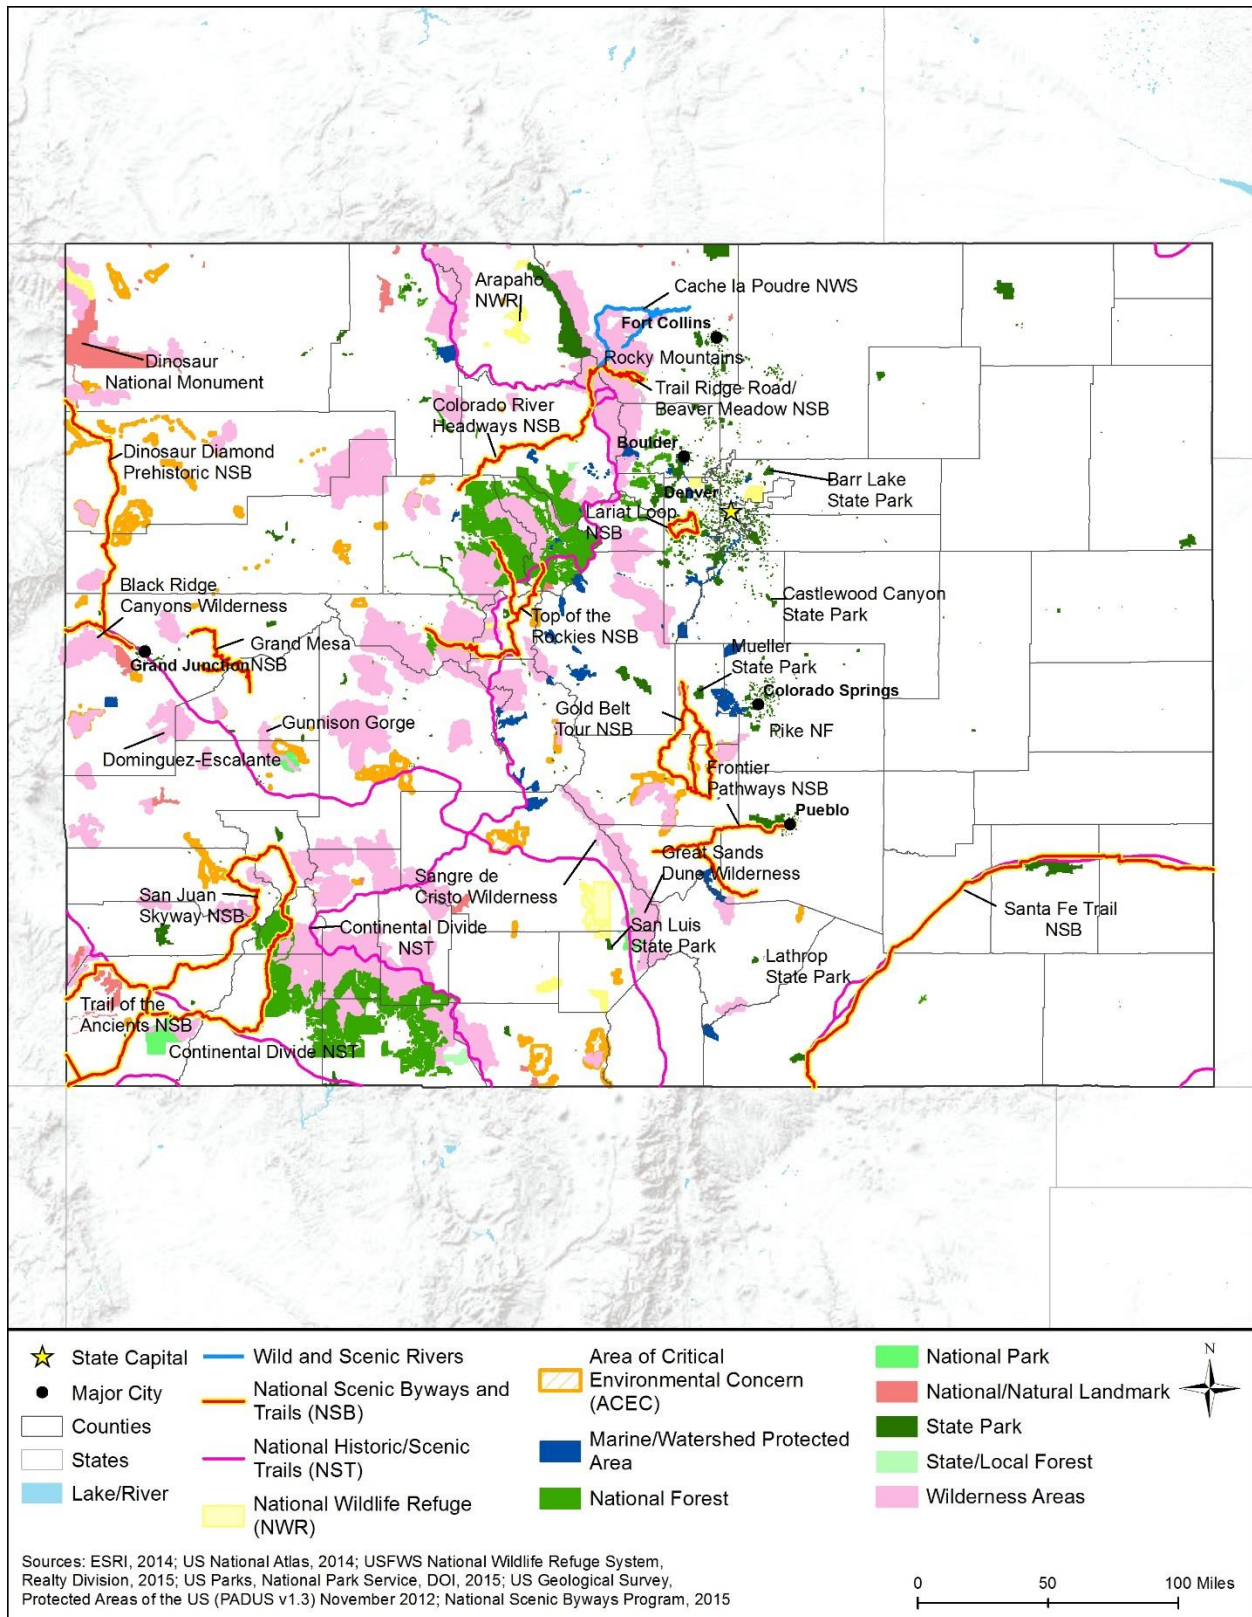 Arapaho
NWR
Cache la Poudre NWS
Fort Collins
Rocky Mountains
Dinosaur
National Monument
Trail Ridge Road/
Beaver Meadow NSB
Colorado River
Headways NSB
Boulder
Dinosaur Diamond
Prehistoric NSB
Barr Lake
State Park
Denver
Lariat Loop
NSB
Black Ridge
Canyons Wilderness
Castlewood Canyon
State Park
Top of the
Rockies NSB
Grand Mesa
NSB
Grand Junction
Mueller
State Park
Colorado Springs
Gold Belt
Tour NSB
Gunnison Gorge
Pike NF
Dominguez-Escalante
Frontier
Pathways NSB
Pueblo
Great Sands
Dune Wilderness
Sangre de
Cristo Wilderness
San Juan
Skyway NSB
Continental Divide
NST
San Luis
State Park
Santa Fe Trail
NSB
Lathrop
State Park
Trail of the
Ancients NSB
Continental Divide NST
State Capital
Major City
Counties
States
Lake/River
Wild and Scenic Rivers
National Scenic Byways and
Trails (NSB)
National Historic/Scenic
Trails (NST)
National Wildlife Refuge
(NWR)
Area of Critical
Environmental Concern
(ACEC)
Marine/Watershed Protected
Area
National Forest
National Park
National/Natural Landmark
State Park
State/Local Forest
Wilderness Areas
N
Sources: ESRI, 2014; US National Atlas, 2014; USFWS National Wildlife Refuge System,
Realty Division, 2015; US Parks, National Park Service, DOI, 2015; US Geological Survey,
Protected Areas of the US (PADUS v1.3) November 2012; National Scenic Byways Program, 2015
0 50 100 Miles